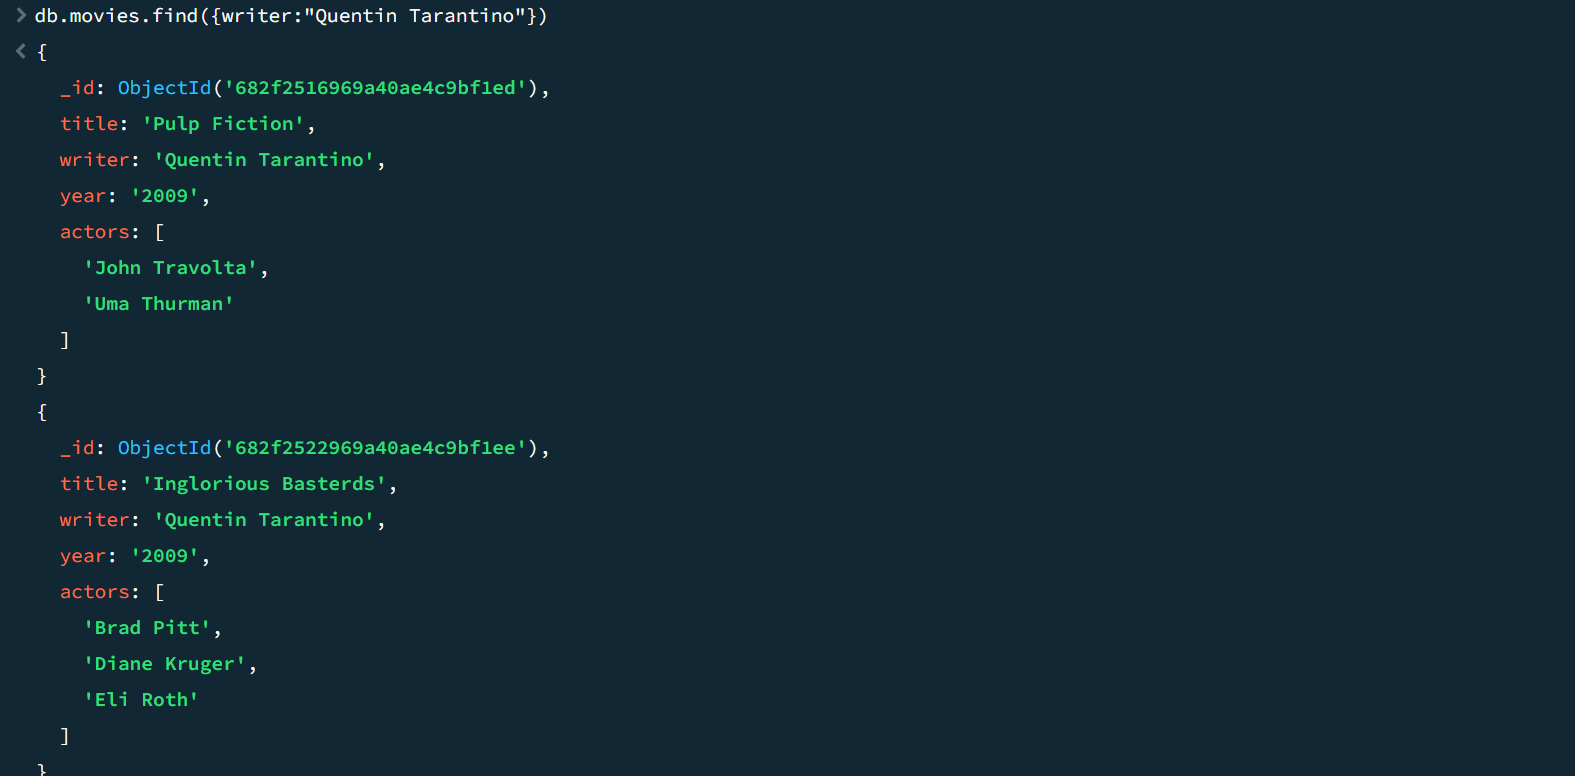 db.movies.find({writer:"Quentin Tarantino"})
{
_id: ObjectId('682f2516969a40ae4c9bf1ed'),
title: 'Pulp Fiction',
writer: 'Quentin Tarantino',
year: '2009',
actors: [
'John Travolta',
'Uma Thurman'
]
}
{
_id: ObjectId('682f2522969a40ae4c9bf1ee'),
title: 'Inglorious Basterds',
writer: 'Quentin Tarantino',
year: '2009',
actors: [
'Brad Pitt',
'Diane Kruger',
'Eli Roth'
]
}